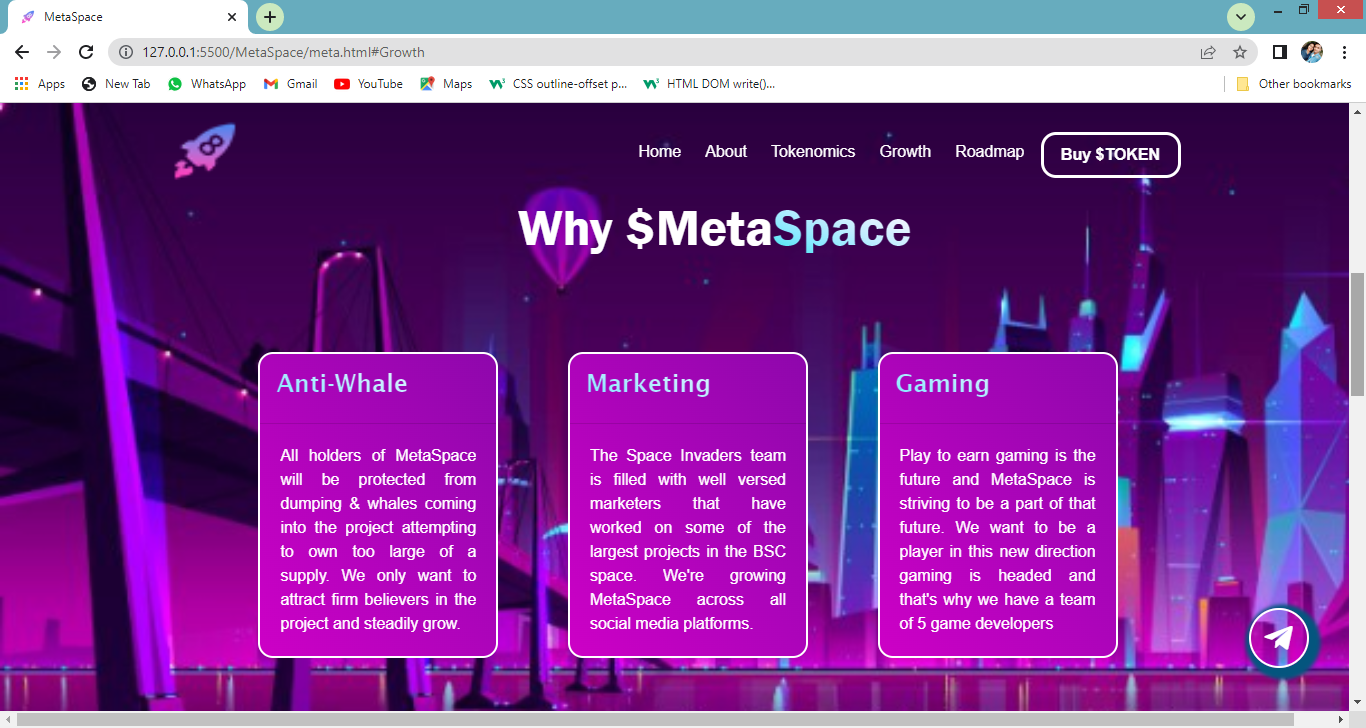 MetaSpace
127.0.0.1:5500/MetaSpace/meta.html#Growth
Apps New Tab WhatsApp Gmail YouTube Maps CSS outline-offset p... HTML DOM write()... Other bookmarks
8
Home About Tokenomics Growth Roadmap Buy $TOKEN
Why $MetaSpace
Anti-Whale
All holders of MetaSpace
will be protected from
dumping & whales coming
into the project attempting
to own too large of a
supply. We only want to
attract firm believers in the
project and steadily grow.
Marketing
The Space Invaders team
is filled with well versed
marketers that have
worked on some of the
largest projects in the BSC
space. We're growing
MetaSpace across all
social media platforms.
Gaming
Play to earn gaming is the
future and MetaSpace is
striving to be a part of that
future. We want to be a
player in this new direction
gaming is headed and
that's why we have a team
of 5 game developers